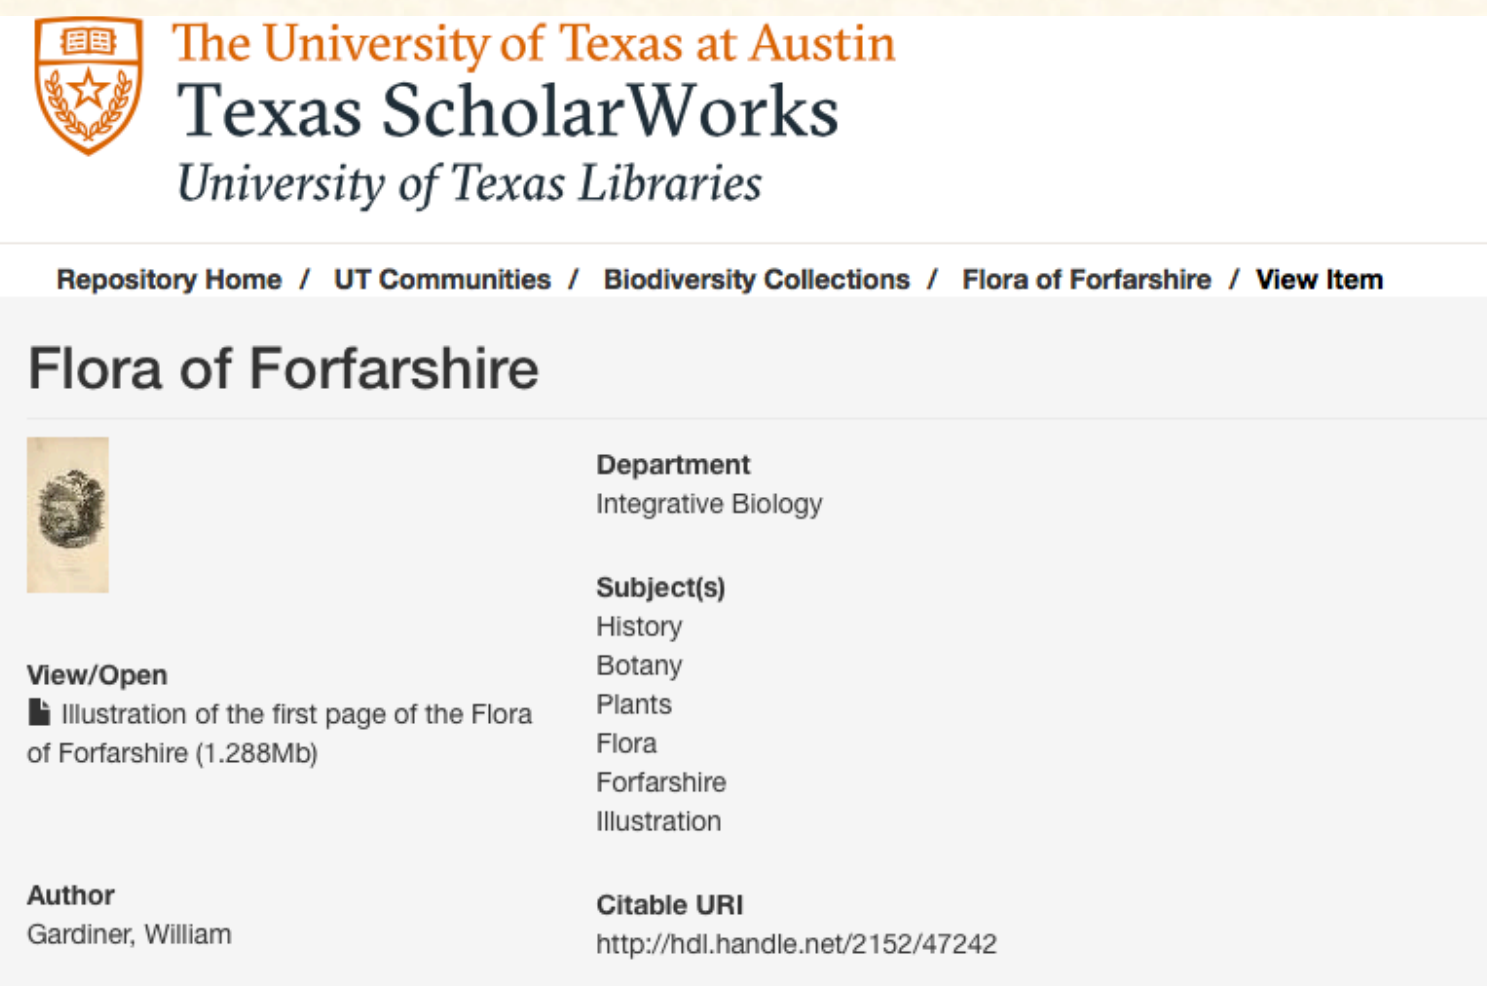 The University of Texas at Austin
Texas ScholarWorks
University of Texas Libraries
Repository Home / UT Communities / Biodiversity Collections / Flora of Forfarshire / View Item
Flora of Forfarshire
View/Open
Illustration of the first page of the Flora
of Forfarshire (1.288Mb)
Author
Gardiner, William
Department
Integrative Biology
Subject(s)
History
Botany
Plants
Flora
Forfarshire
Illustration
Citable URI
http://hdl.handle.net/2152/47242